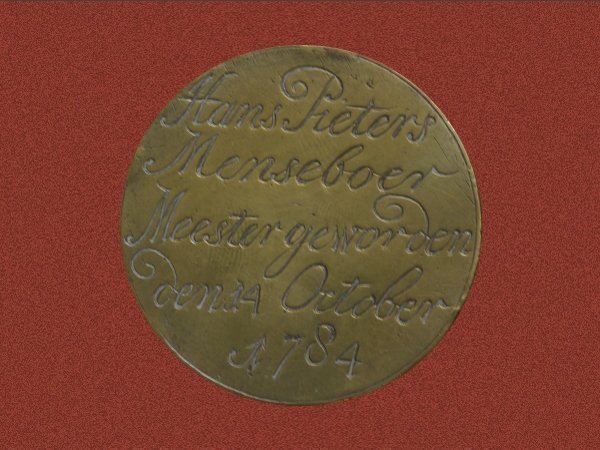 Hans Pieters
Menseboer
Meester geworden
den 14 October
1784